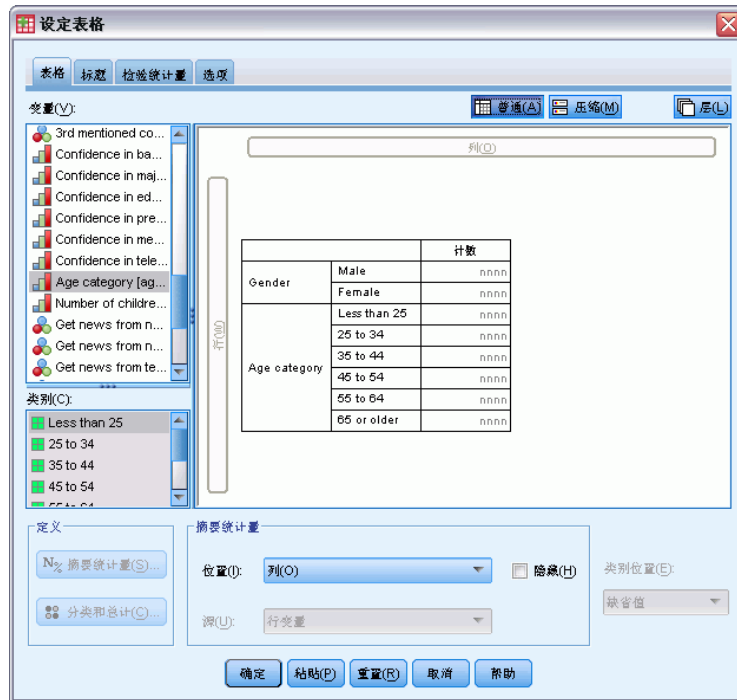 设定表格
表格 标题 检验统计量 选项
变量(V):
普通(A) 压缩(M) 层(L)
3rd mentioned co...
Confidence in ba...
Confidence in maj...
Confidence in ed...
Confidence in pre...
Confidence in me...
Confidence in tele...
Age category [ag...
Number of childre...
Get news from n...
Get news from n...
Get news from te...
类别(C):
Less than 25
25 to 34
35 to 44
45 to 54
55 to 64
列(O)
行(W)
计数
Gender Male nnnn
Female nnnn
Age category Less than 25 nnnn
25 to 34 nnnn
35 to 44 nnnn
45 to 54 nnnn
55 to 64 nnnn
65 or older nnnn
定义
N% 摘要统计量(S)...
分类和总计(C)...
摘要统计量
位置(I): 列(O) 隐藏(H)
源(U): 行变量
类别位置(E):
缺省值
确定 粘贴(P) 重置(R) 取消 帮助